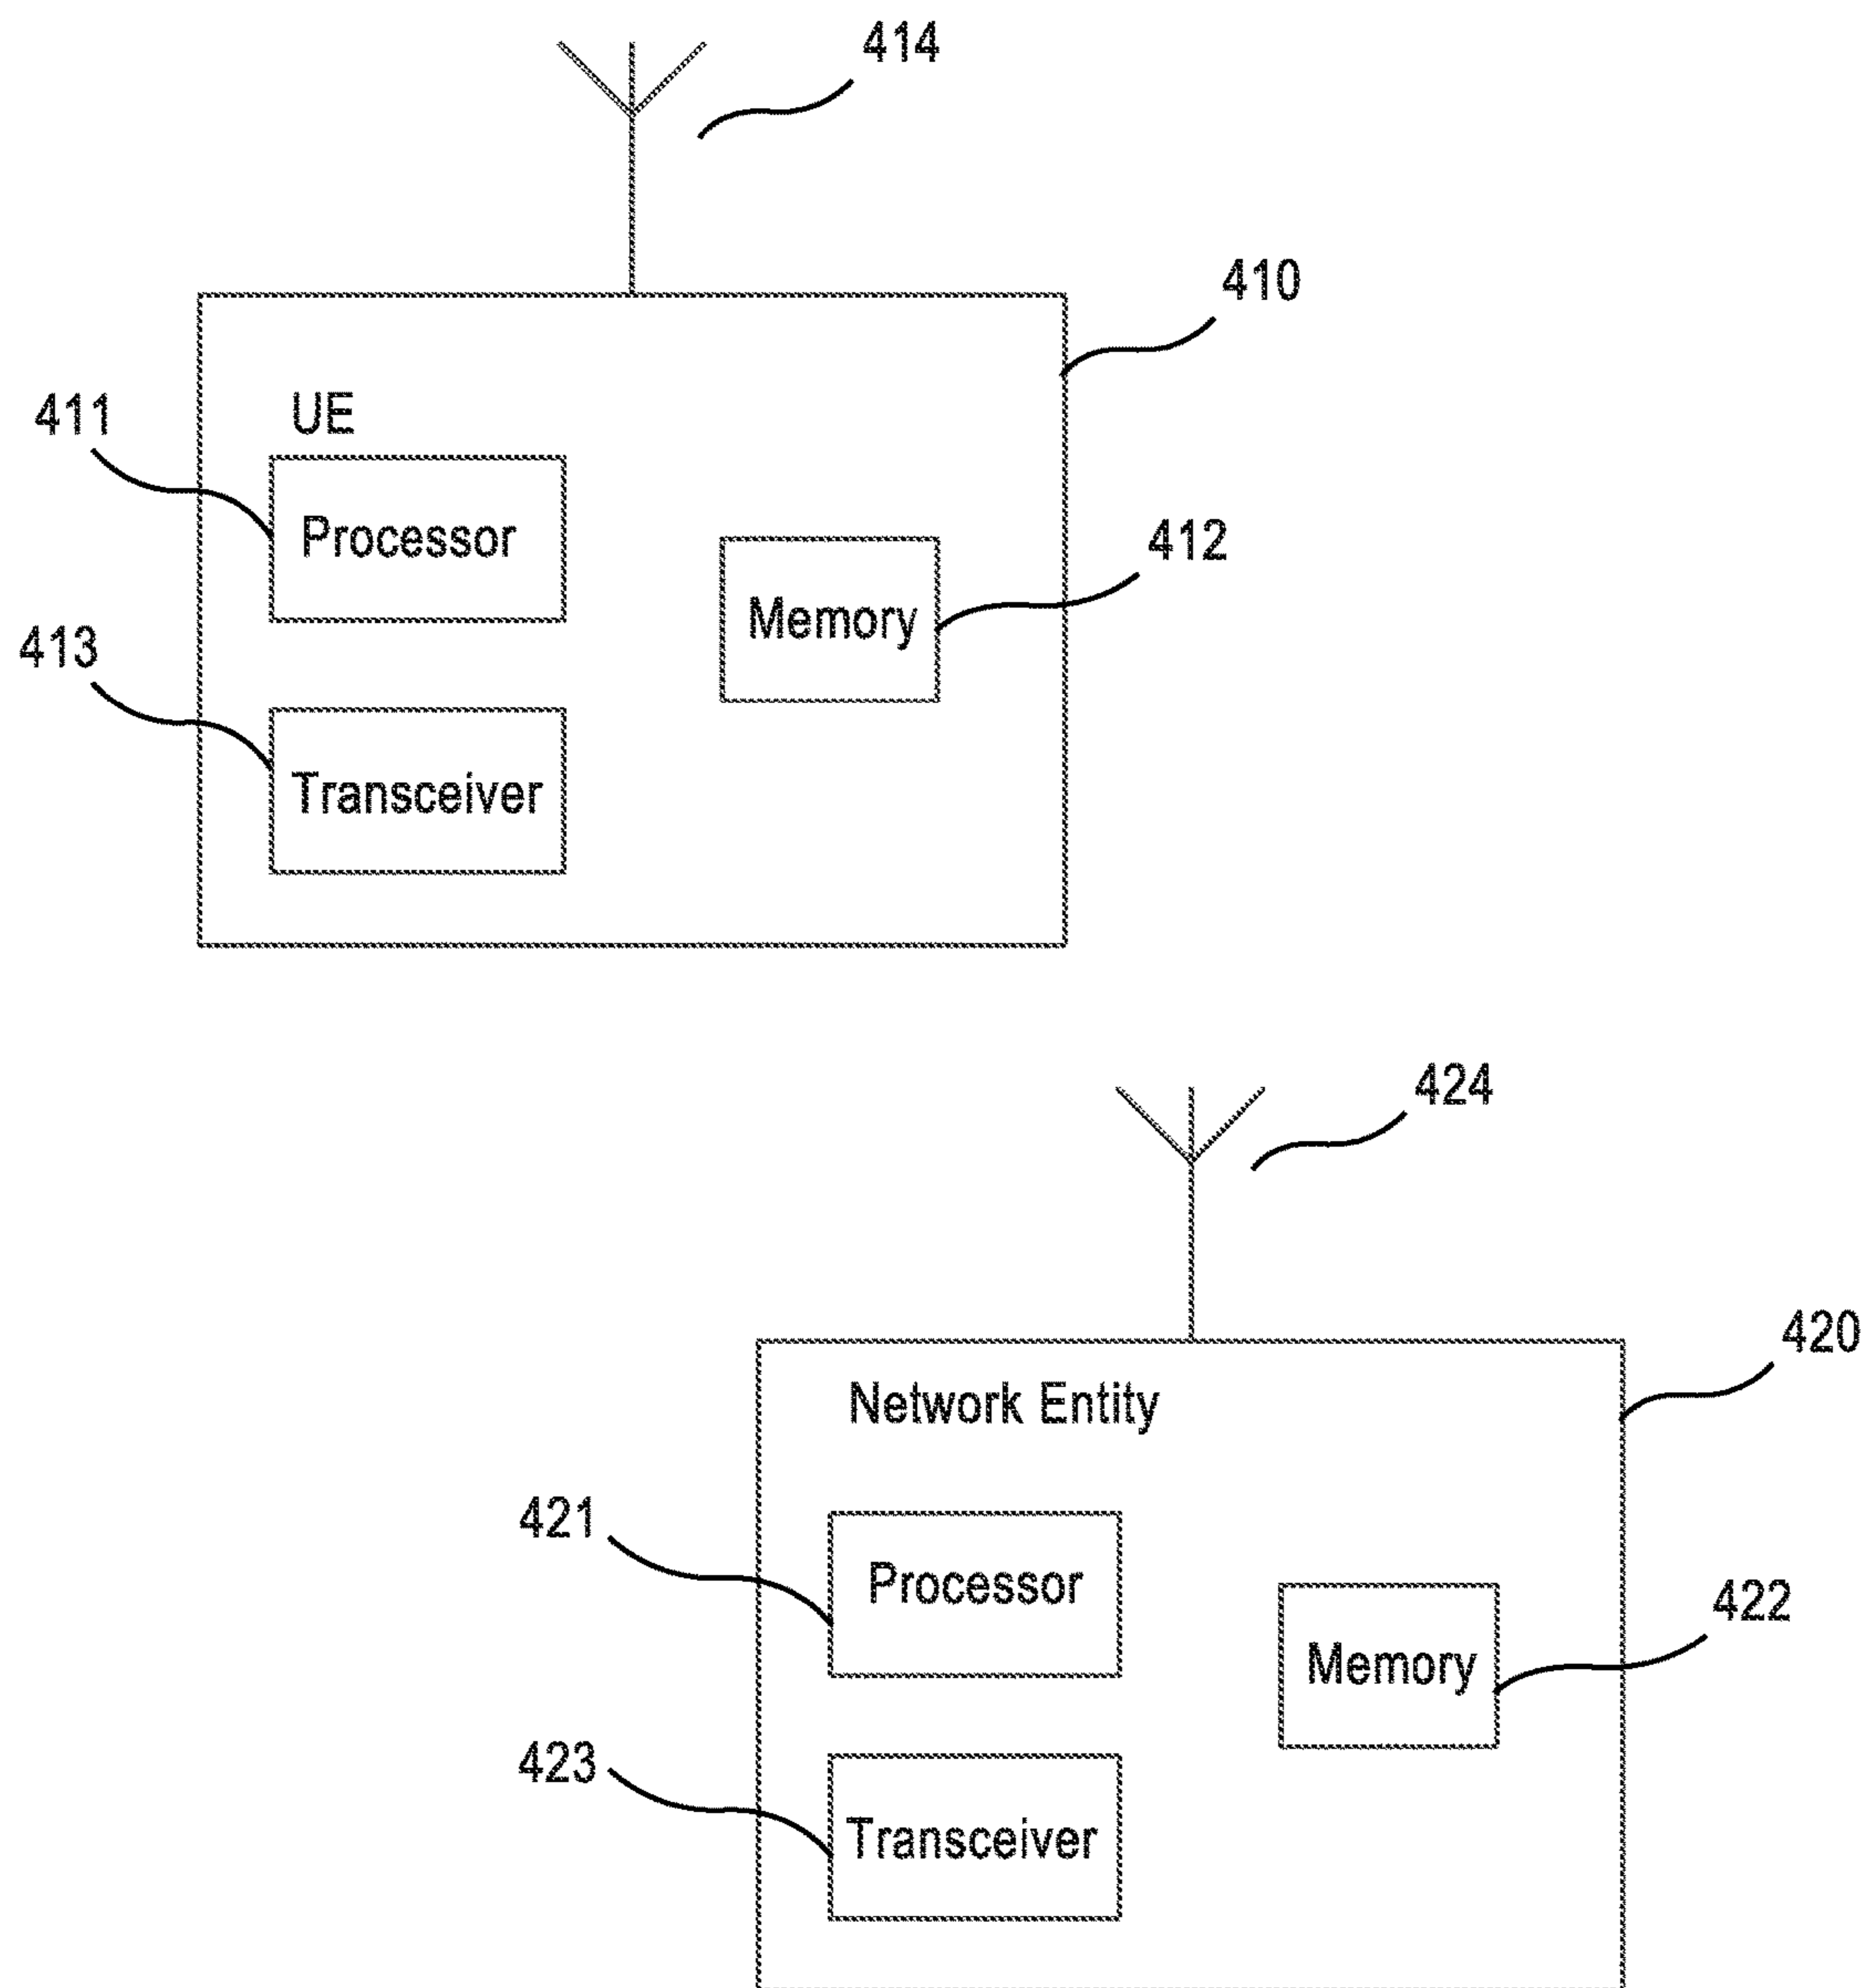 414
410
UE
411
Processor
412
Memory
413
Transceiver
424
420
Network Entity
421
Processor
422
Memory
423
Transceiver